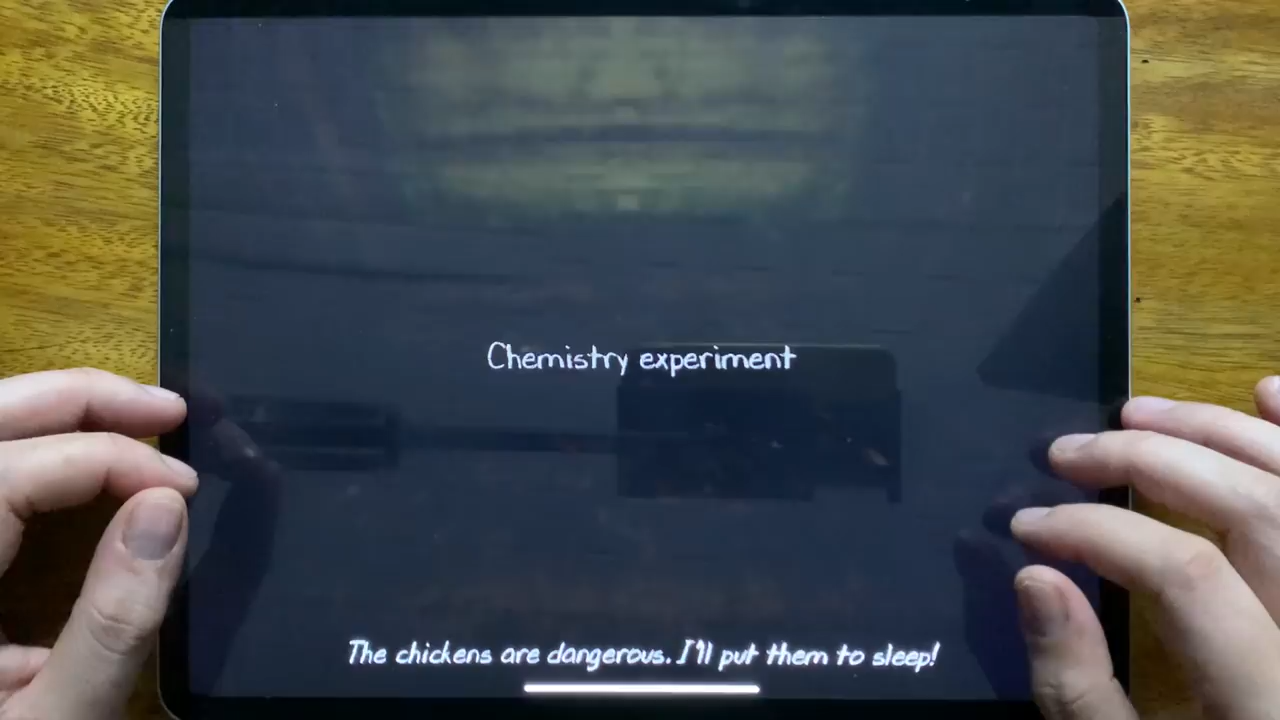 Chemistry experiment
The chickens are dangerous. I'll put them to sleep!